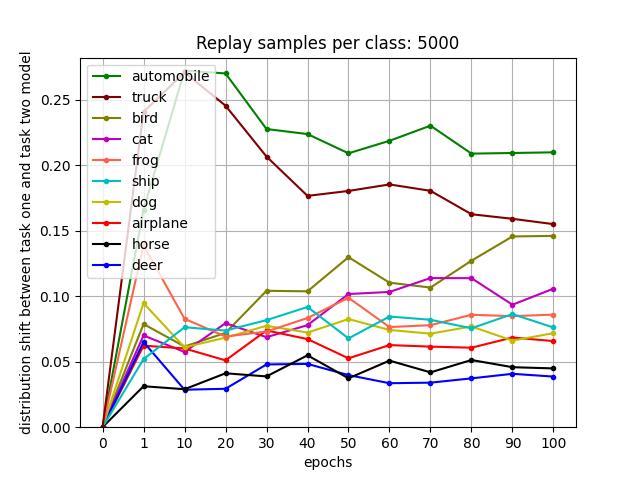 Replay samples per class: 5000
distribution shift between task one and task two model
0.25
0.20
0.15
0.10
0.05
0.00
automobile
truck
bird
cat
frog
ship
dog
airplane
horse
deer
0 1 10 20 30 40 50 60 70 80 90 100
epochs